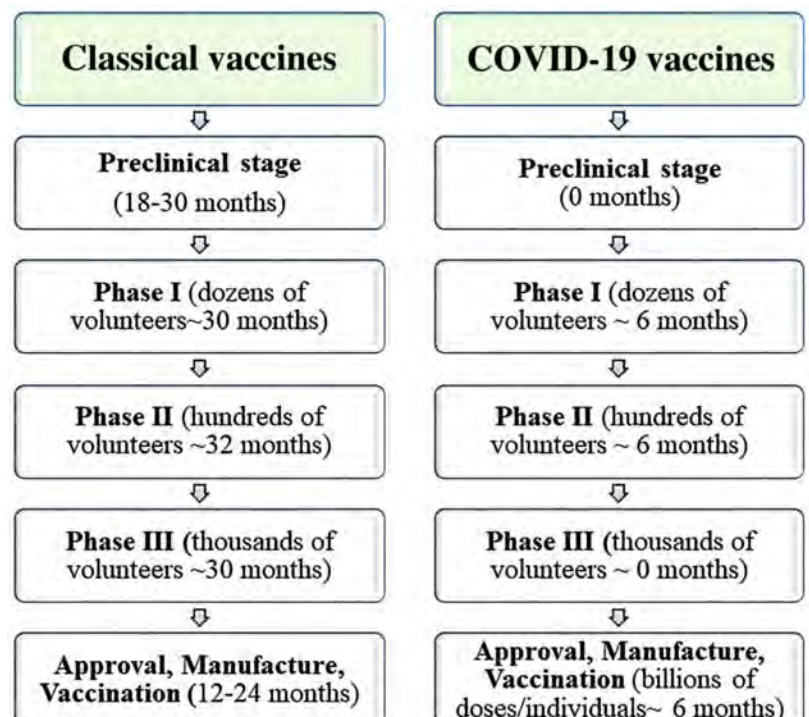 Classical vaccines
Preclinical stage
(18-30 months)
Phase I (dozens of
volunteers~30 months)
Phase II (hundreds of
volunteers ~32 months)
Phase III (thousands of
volunteers ~30 months)
Approval, Manufacture,
Vaccination (12-24 months)
COVID-19 vaccines
Preclinical stage
(0 months)
Phase I (dozens of
volunteers ~ 6 months)
Phase II (hundreds of
volunteers ~ 6 months)
Phase III (thousands of
volunteers ~ 0 months)
Approval, Manufacture,
Vaccination (billions of
doses/individuals~ 6 months)